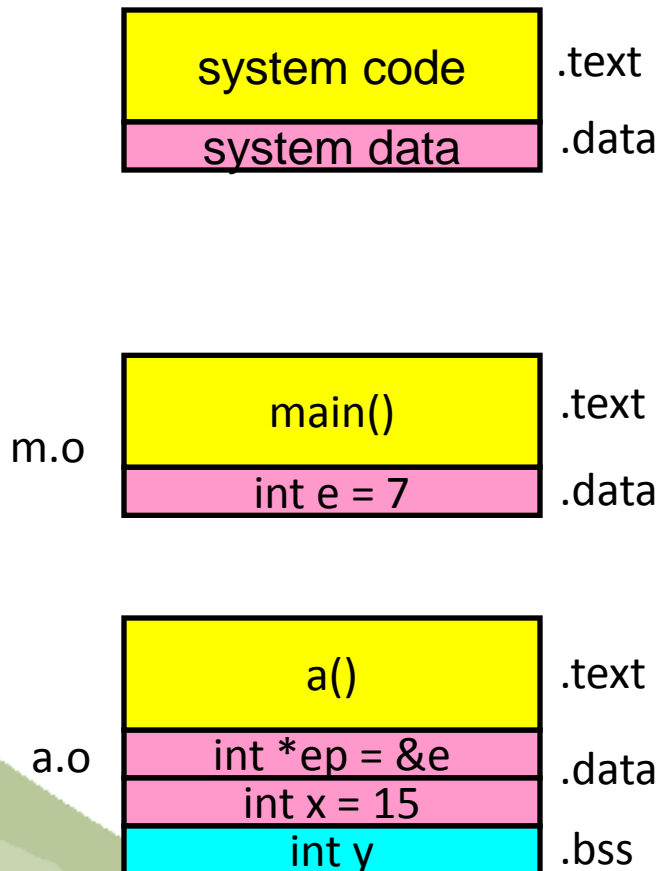 system code .text
system data .data
main() .text
m.o
int e = 7 .data
a() .text
a.o
int *ep = &e
.data
int x = 15
int y .bss